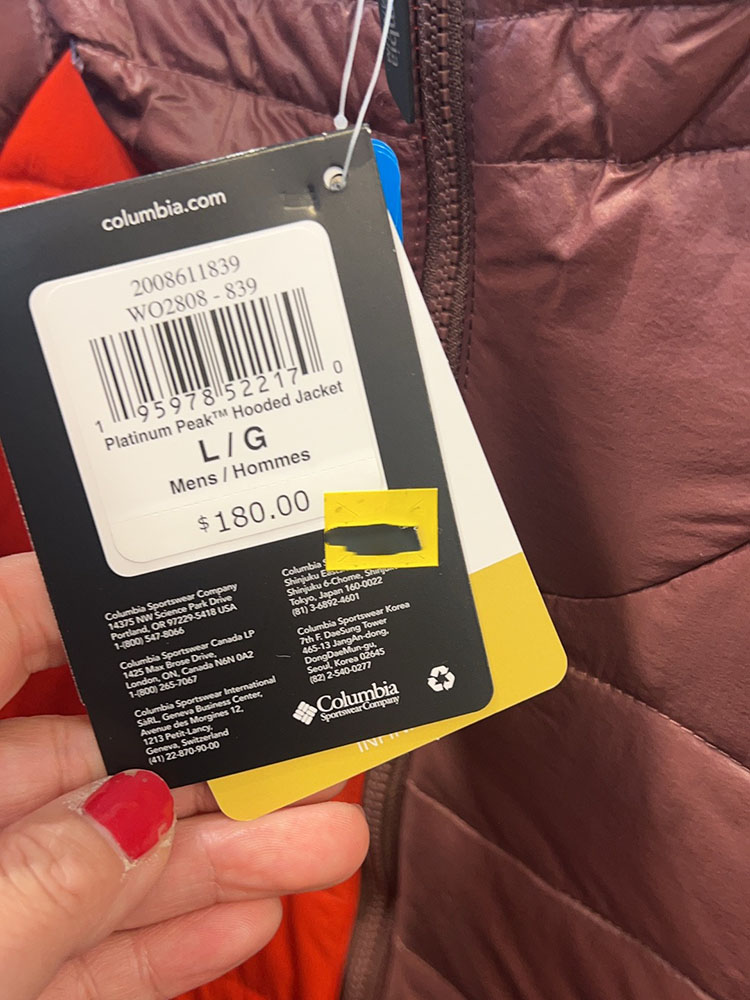 columbia.com
2008611839
WO2808 - 839
1 95978 52217 0
Platinum Peak™ Hooded Jacket
L / G
Mens / Hommes
$180.00
Columbia Sportswear Company
14375 NW Science Park Drive
Portland, OR 97229-5418 USA
1-(800) 547-8066
Columbia Sportswear Canada LP
1425 Max Brose Drive,
London, ON, Canada N6N 0A2
1-(800) 265-7067
Columbia Sportswear International
SàRL, Geneva Business Center,
Avenue des Morgines 12,
1213 Petit-Lancy,
Geneva, Switzerland
(41) 22-870-90-00
Columbia
Shinjuku
Shinjuku 6-Chome,
Tokyo, Japan 160-0022
(81) 3-6892-4601
Columbia Sportswear Korea
7th F. DaeSung Tower
465-13 JangAn-dong,
DongDaeMun-gu,
Seoul, Korea 02645
(82) 2-540-0277
Columbia
Sportswear Company